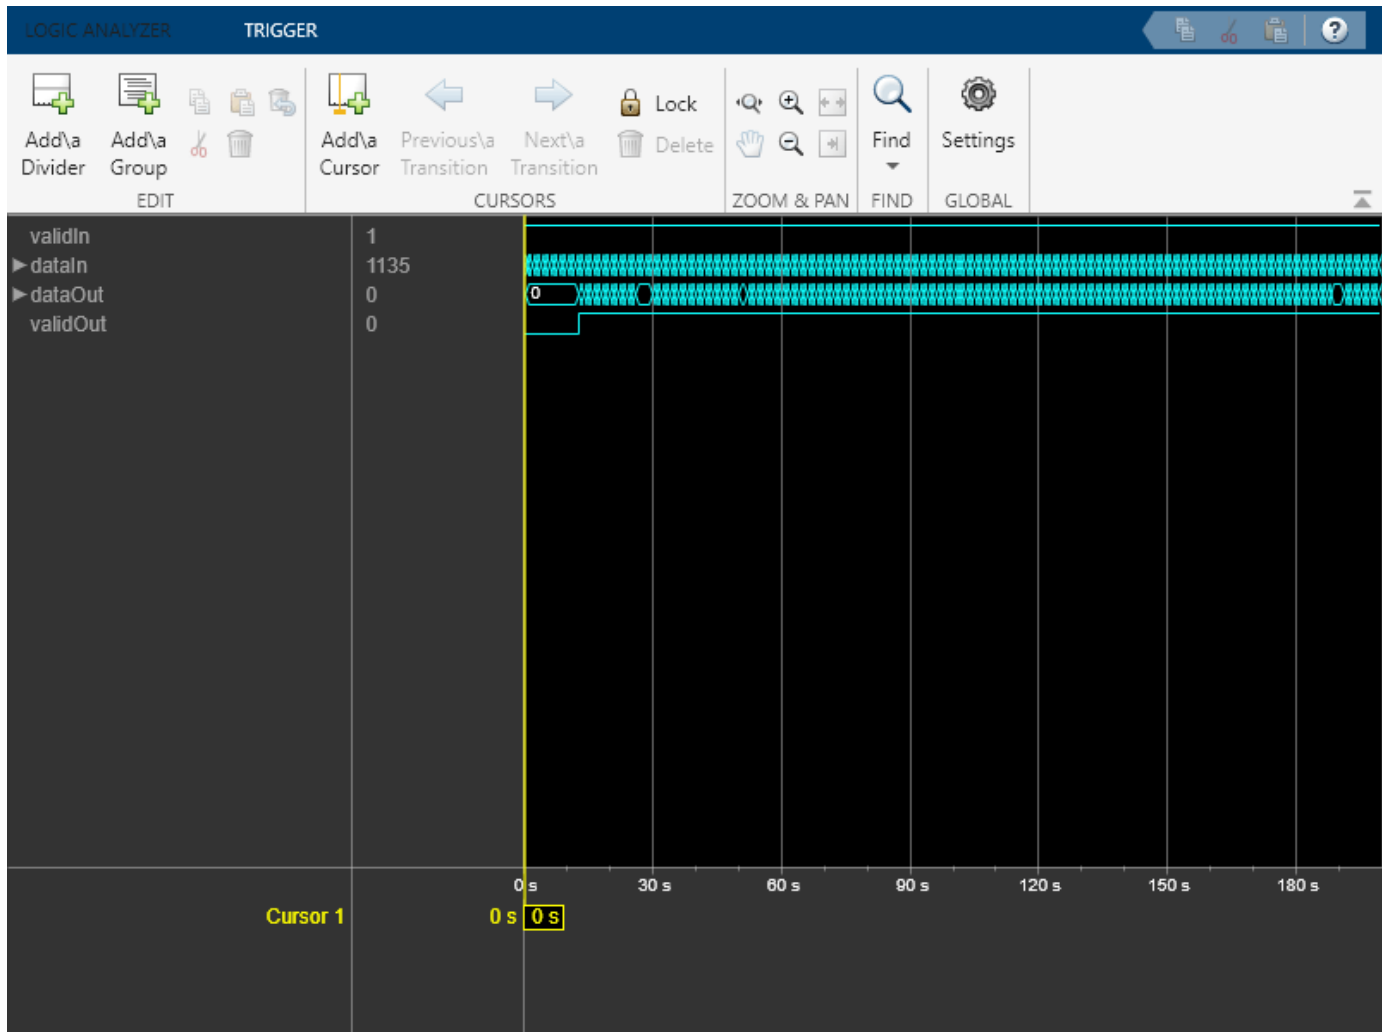 LOGIC ANALYZER TRIGGER ?
Lock
Add\a Add\a Add\a Previous\a Next\a Delete Find Settings
Divider Group Cursor Transition Transition
EDIT CURSORS ZOOM & PAN FIND GLOBAL
validIn 1
dataIn 1135
dataOut 0 0
validOut 0
0 s 30 s 60 s 90 s 120 s 150 s 180 s
Cursor 1 0 s 0 s